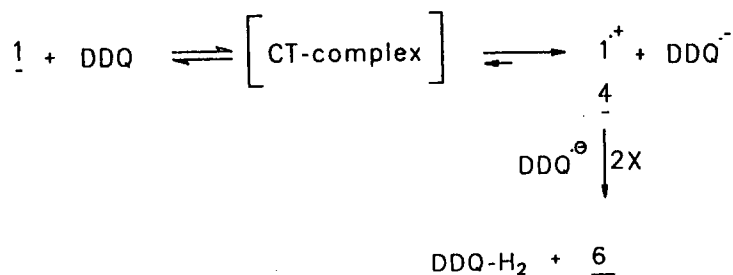 1 + DDQ ⇌ [CT-complex] ⇌ 1·+ + DDQ·-
4
DDQ·⊖ 2X
DDQ-H₂ + 6